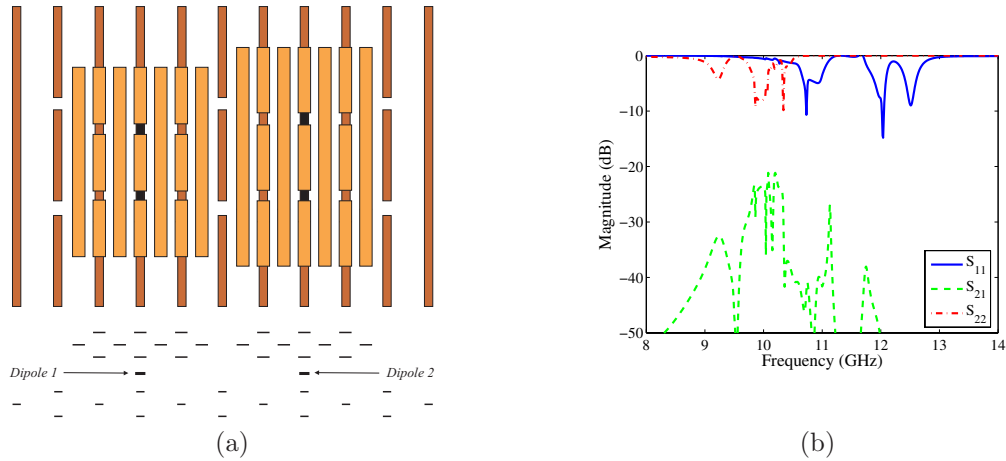 Dipole 1
Dipole 2
(a)
Magnitude (dB)
0
−10
−20
−30
−40
−50
8
9
10
11
12
13
14
Frequency (GHz)
S11
S21
S22
(b)